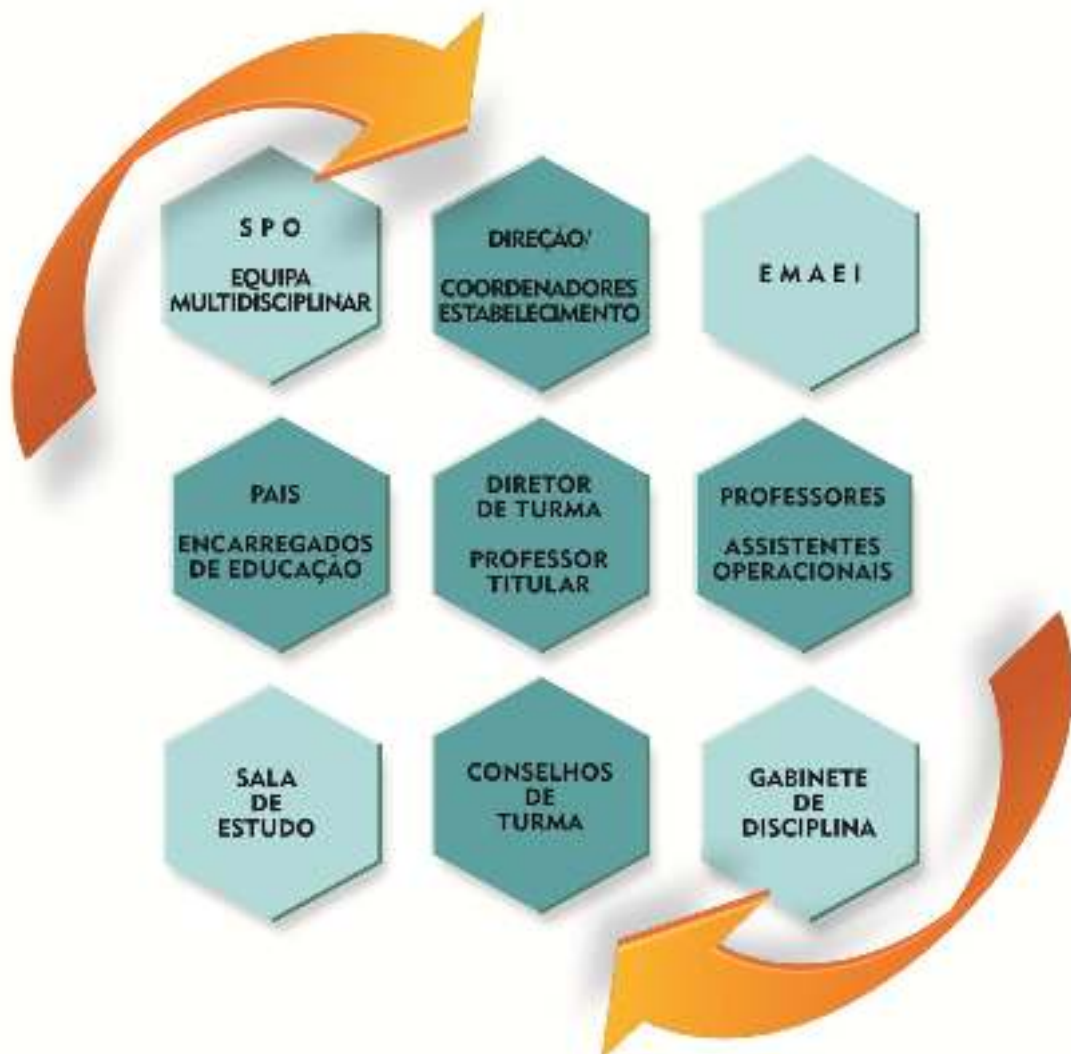 S P O
EQUIPA
MULTIDISCIPLINAR
DIREÇÃO/
COORDENADORES
ESTABELECIMENTO
E M A E I
PAIS
ENCARREGADOS
DE EDUCAÇÃO
DIRETOR
DE TURMA
PROFESSOR
TITULAR
PROFESSORES
ASSISTENTES
OPERACIONAIS
SALA
DE
ESTUDO
CONSELHOS
DE
TURMA
GABINETE
DE
DISCIPLINA